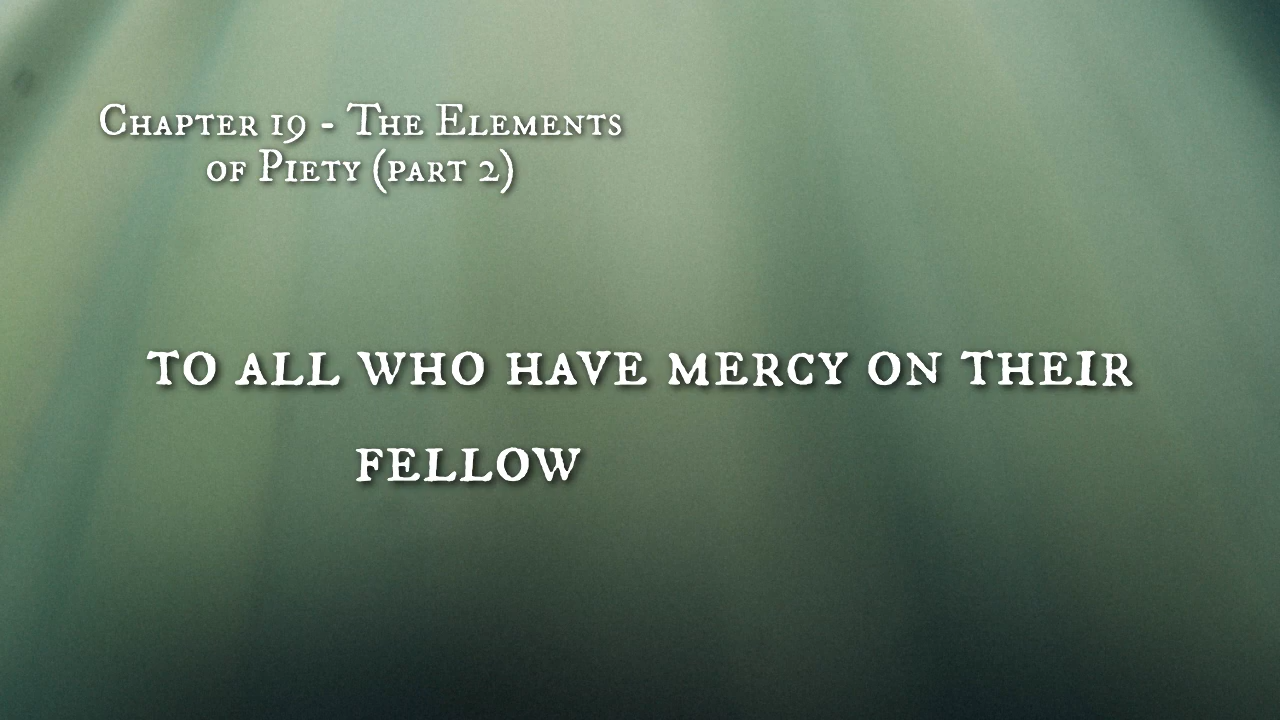 Chapter 19 - The Elements
of Piety (part 2)
to all who have mercy on their
fellow